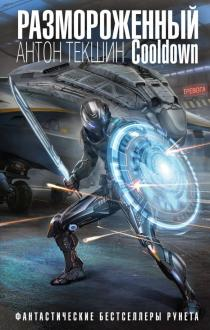 РАЗМОРОЖЕННЫЙ
АНТОН ТЕКШИН Cooldown
ТРЕВОГА
ФАНТАСТИЧЕСКИЕ БЕСТСЕЛЛЕРЫ РУНЕТА